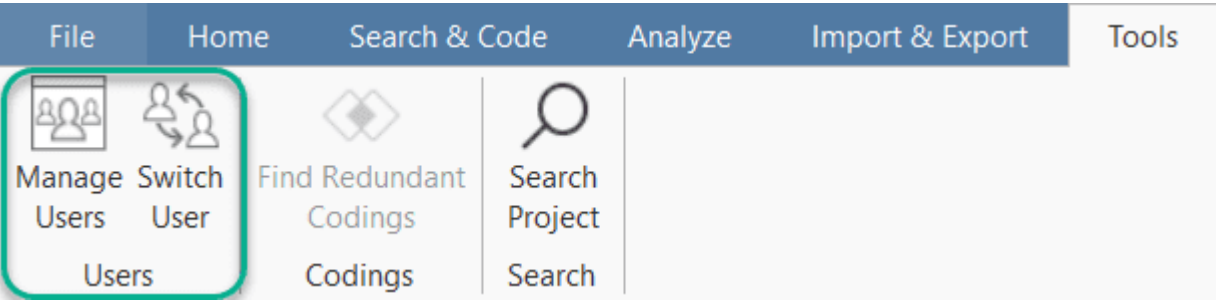 File Home Search & Code Analyze Import & Export Tools
Manage Users
Switch User
Find Redundant Codings
Search Project
Users Codings Search